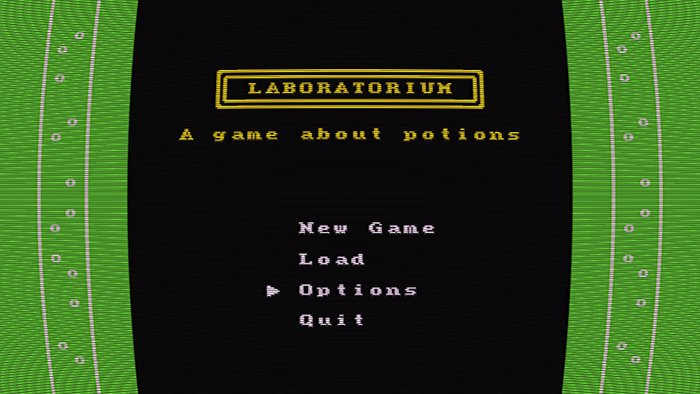 LABORATORIUM
A game about potions
New Game
Load
Options
Quit